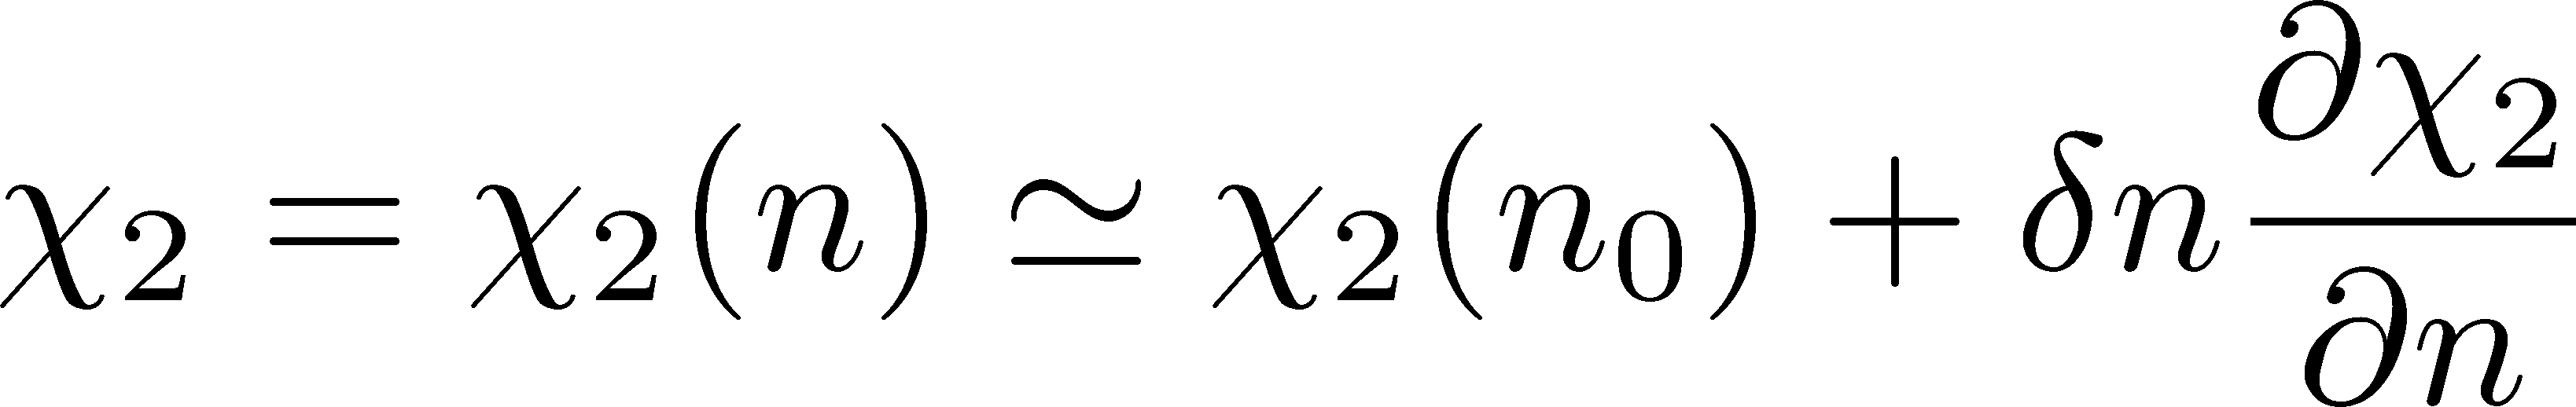 χ₂ = χ₂(n) ≃ χ₂(n₀) + δn ∂χ₂/∂n